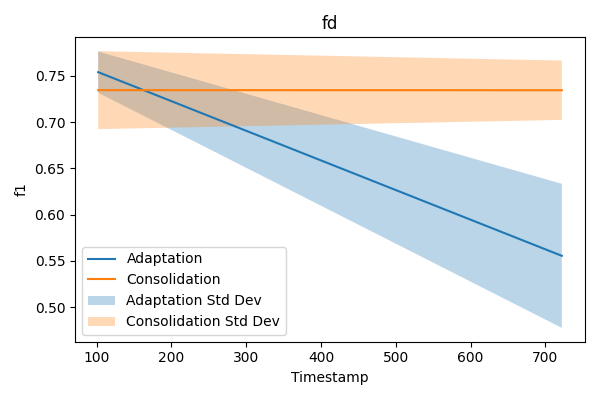 fd
f1
0.75
0.70
0.65
0.60
0.55
0.50
Adaptation
Consolidation
Adaptation Std Dev
Consolidation Std Dev
100 200 300 400 500 600 700
Timestamp